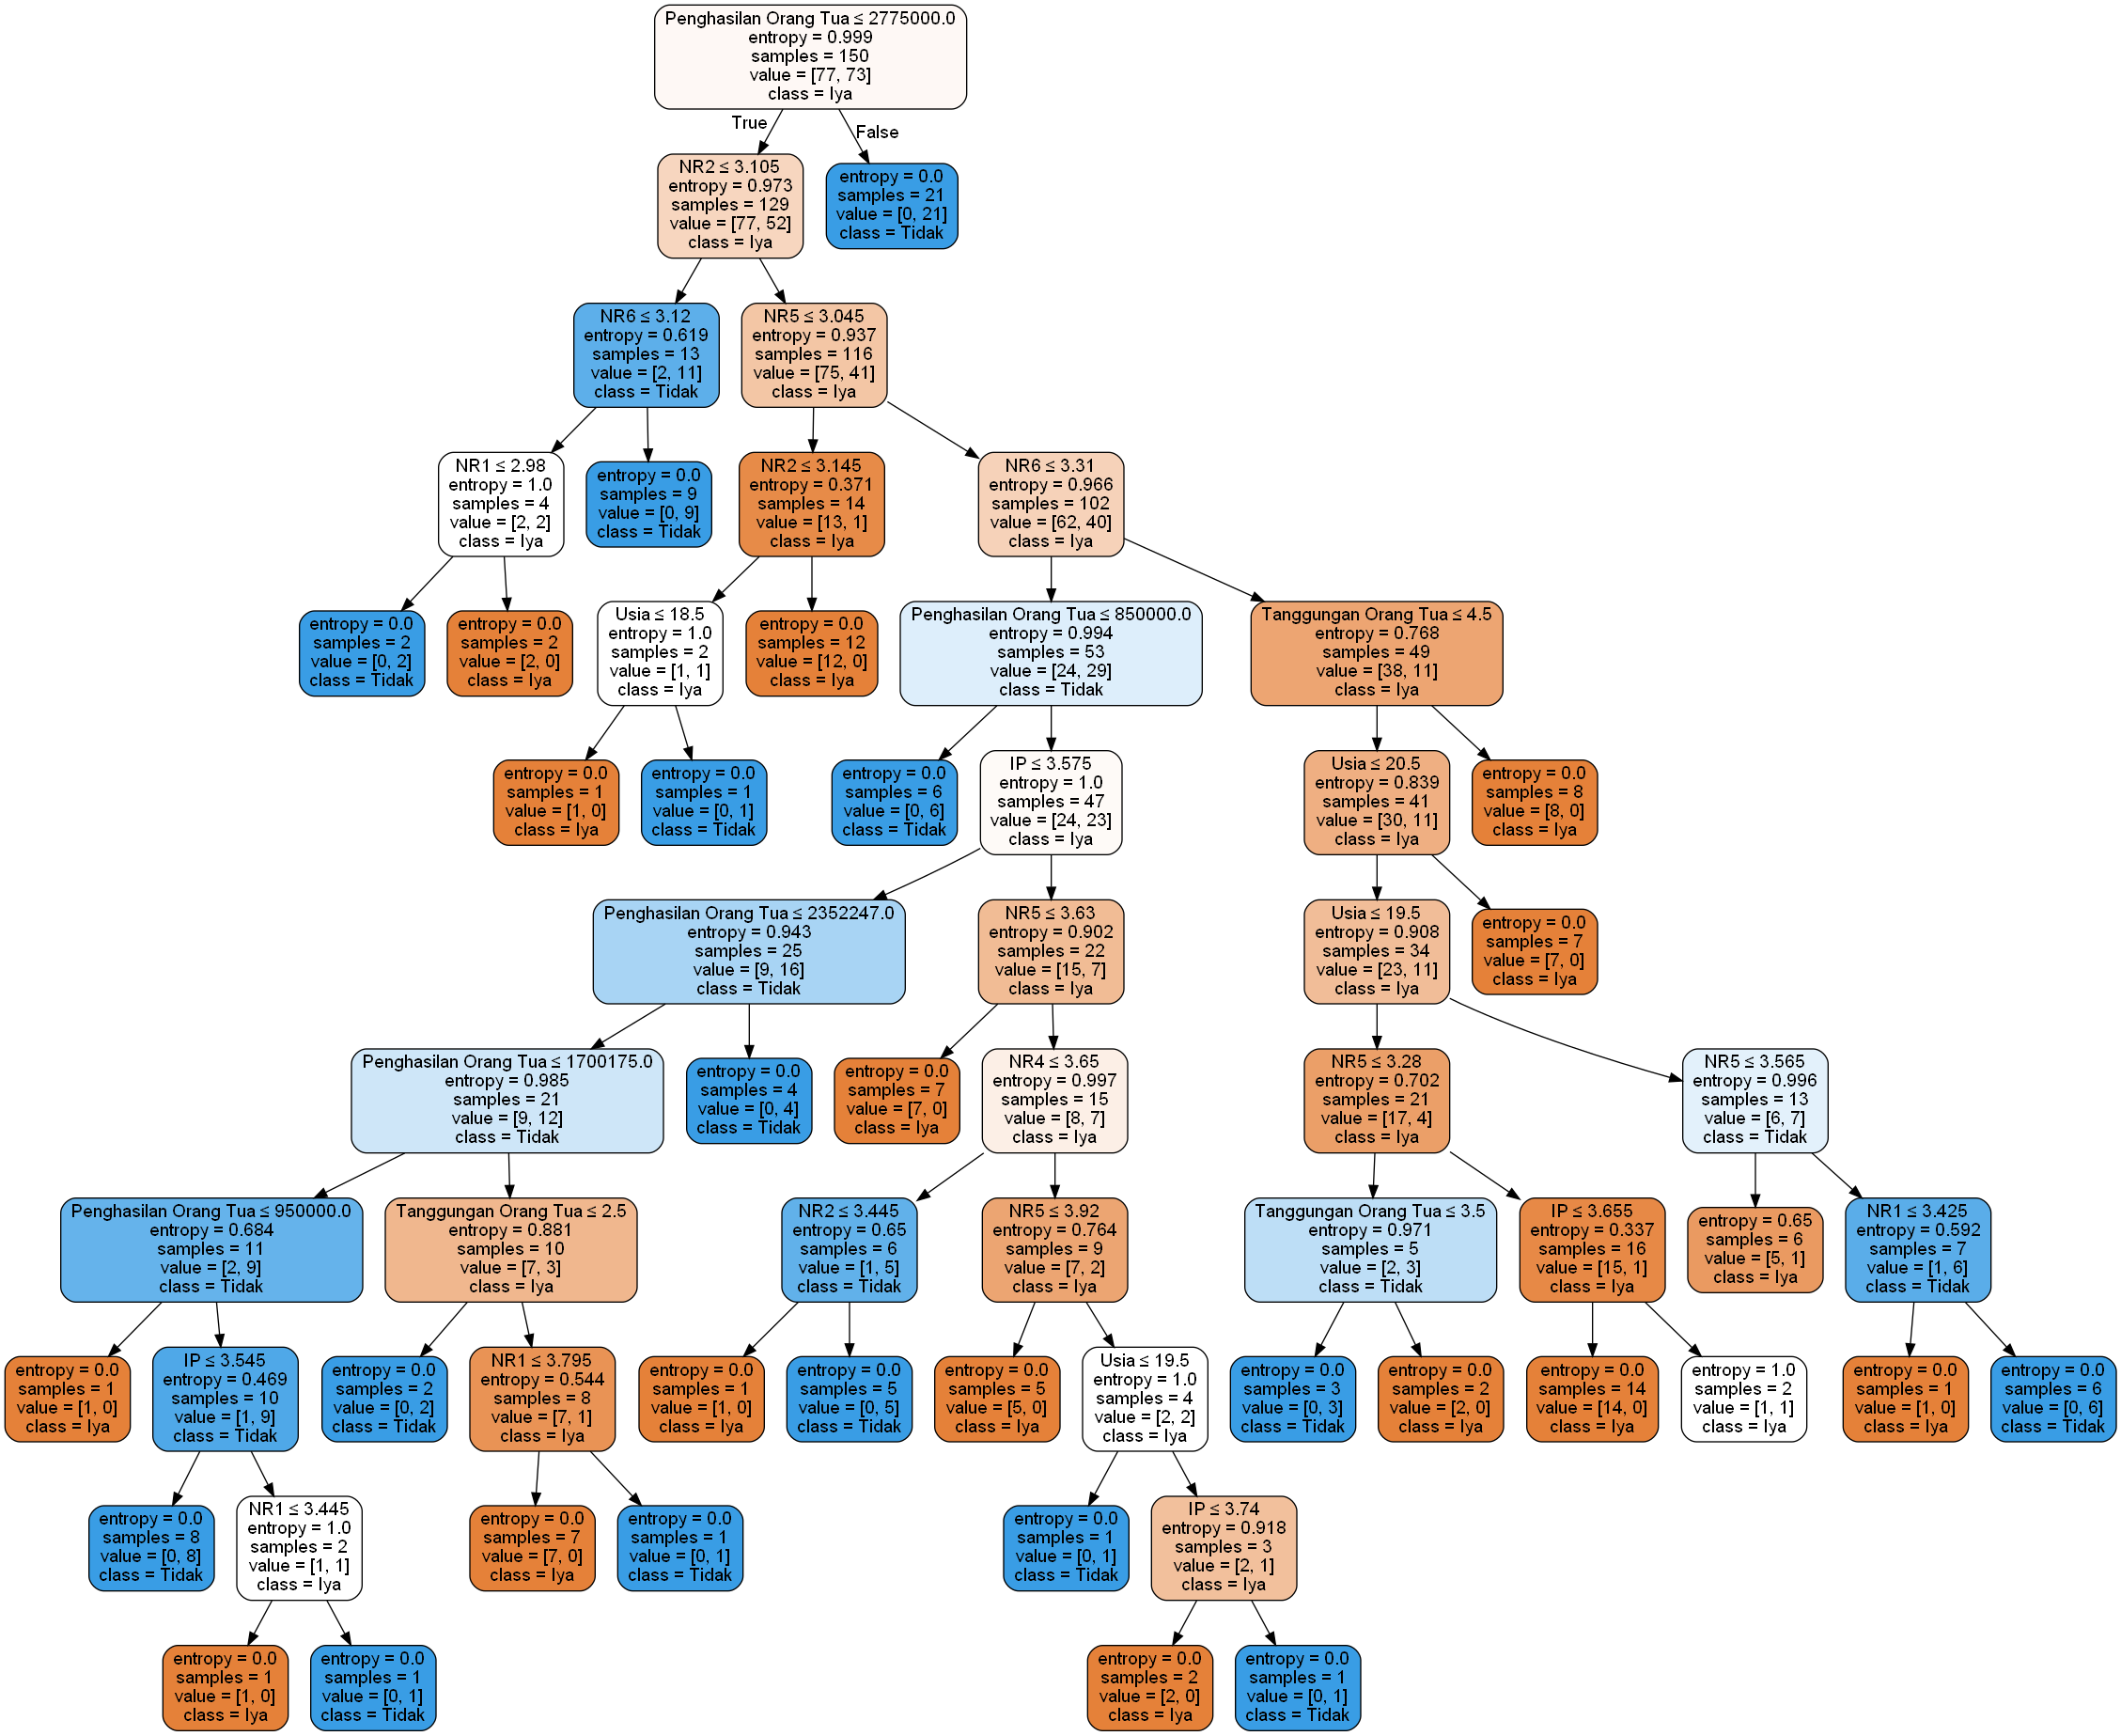 Penghasilan Orang Tua ≤ 2775000.0
entropy = 0.999
samples = 150
value = [77, 73]
class = Iya
True
False
NR2 ≤ 3.105
entropy = 0.973
samples = 129
value = [77, 52]
class = Iya
entropy = 0.0
samples = 21
value = [0, 21]
class = Tidak
NR6 ≤ 3.12
entropy = 0.619
samples = 13
value = [2, 11]
class = Tidak
NR5 ≤ 3.045
entropy = 0.937
samples = 116
value = [75, 41]
class = Iya
NR1 ≤ 2.98
entropy = 1.0
samples = 4
value = [2, 2]
class = Iya
entropy = 0.0
samples = 9
value = [0, 9]
class = Tidak
NR2 ≤ 3.145
entropy = 0.371
samples = 14
value = [13, 1]
class = Iya
NR6 ≤ 3.31
entropy = 0.966
samples = 102
value = [62, 40]
class = Iya
entropy = 0.0
samples = 2
value = [0, 2]
class = Tidak
entropy = 0.0
samples = 2
value = [2, 0]
class = Iya
Usia ≤ 18.5
entropy = 1.0
samples = 2
value = [1, 1]
class = Iya
entropy = 0.0
samples = 12
value = [12, 0]
class = Iya
Penghasilan Orang Tua ≤ 850000.0
entropy = 0.994
samples = 53
value = [24, 29]
class = Tidak
Tanggungan Orang Tua ≤ 4.5
entropy = 0.768
samples = 49
value = [38, 11]
class = Iya
entropy = 0.0
samples = 1
value = [1, 0]
class = Iya
entropy = 0.0
samples = 1
value = [0, 1]
class = Tidak
entropy = 0.0
samples = 6
value = [0, 6]
class = Tidak
IP ≤ 3.575
entropy = 1.0
samples = 47
value = [24, 23]
class = Iya
Usia ≤ 20.5
entropy = 0.839
samples = 41
value = [30, 11]
class = Iya
entropy = 0.0
samples = 8
value = [8, 0]
class = Iya
Penghasilan Orang Tua ≤ 2352247.0
entropy = 0.943
samples = 25
value = [9, 16]
class = Tidak
NR5 ≤ 3.63
entropy = 0.902
samples = 22
value = [15, 7]
class = Iya
Usia ≤ 19.5
entropy = 0.908
samples = 34
value = [23, 11]
class = Iya
entropy = 0.0
samples = 7
value = [7, 0]
class = Iya
Penghasilan Orang Tua ≤ 1700175.0
entropy = 0.985
samples = 21
value = [9, 12]
class = Tidak
entropy = 0.0
samples = 4
value = [0, 4]
class = Tidak
entropy = 0.0
samples = 7
value = [7, 0]
class = Iya
NR4 ≤ 3.65
entropy = 0.997
samples = 15
value = [8, 7]
class = Iya
NR5 ≤ 3.28
entropy = 0.702
samples = 21
value = [17, 4]
class = Iya
NR5 ≤ 3.565
entropy = 0.996
samples = 13
value = [6, 7]
class = Tidak
Penghasilan Orang Tua ≤ 950000.0
entropy = 0.684
samples = 11
value = [2, 9]
class = Tidak
Tanggungan Orang Tua ≤ 2.5
entropy = 0.881
samples = 10
value = [7, 3]
class = Iya
NR2 ≤ 3.445
entropy = 0.65
samples = 6
value = [1, 5]
class = Tidak
NR5 ≤ 3.92
entropy = 0.764
samples = 9
value = [7, 2]
class = Iya
Tanggungan Orang Tua ≤ 3.5
entropy = 0.971
samples = 5
value = [2, 3]
class = Tidak
IP ≤ 3.655
entropy = 0.337
samples = 16
value = [15, 1]
class = Iya
entropy = 0.65
samples = 6
value = [5, 1]
class = Iya
NR1 ≤ 3.425
entropy = 0.592
samples = 7
value = [1, 6]
class = Tidak
entropy = 0.0
samples = 1
value = [1, 0]
class = Iya
IP ≤ 3.545
entropy = 0.469
samples = 10
value = [1, 9]
class = Tidak
entropy = 0.0
samples = 2
value = [0, 2]
class = Tidak
NR1 ≤ 3.795
entropy = 0.544
samples = 8
value = [7, 1]
class = Iya
entropy = 0.0
samples = 1
value = [1, 0]
class = Iya
entropy = 0.0
samples = 5
value = [0, 5]
class = Tidak
entropy = 0.0
samples = 5
value = [5, 0]
class = Iya
Usia ≤ 19.5
entropy = 1.0
samples = 4
value = [2, 2]
class = Iya
entropy = 0.0
samples = 3
value = [0, 3]
class = Tidak
entropy = 0.0
samples = 2
value = [2, 0]
class = Iya
entropy = 0.0
samples = 14
value = [14, 0]
class = Iya
entropy = 1.0
samples = 2
value = [1, 1]
class = Iya
entropy = 0.0
samples = 1
value = [1, 0]
class = Iya
entropy = 0.0
samples = 6
value = [0, 6]
class = Tidak
entropy = 0.0
samples = 8
value = [0, 8]
class = Tidak
NR1 ≤ 3.445
entropy = 1.0
samples = 2
value = [1, 1]
class = Iya
entropy = 0.0
samples = 7
value = [7, 0]
class = Iya
entropy = 0.0
samples = 1
value = [0, 1]
class = Tidak
entropy = 0.0
samples = 1
value = [0, 1]
class = Tidak
IP ≤ 3.74
entropy = 0.918
samples = 3
value = [2, 1]
class = Iya
entropy = 0.0
samples = 1
value = [1, 0]
class = Iya
entropy = 0.0
samples = 1
value = [0, 1]
class = Tidak
entropy = 0.0
samples = 2
value = [2, 0]
class = Iya
entropy = 0.0
samples = 1
value = [0, 1]
class = Tidak